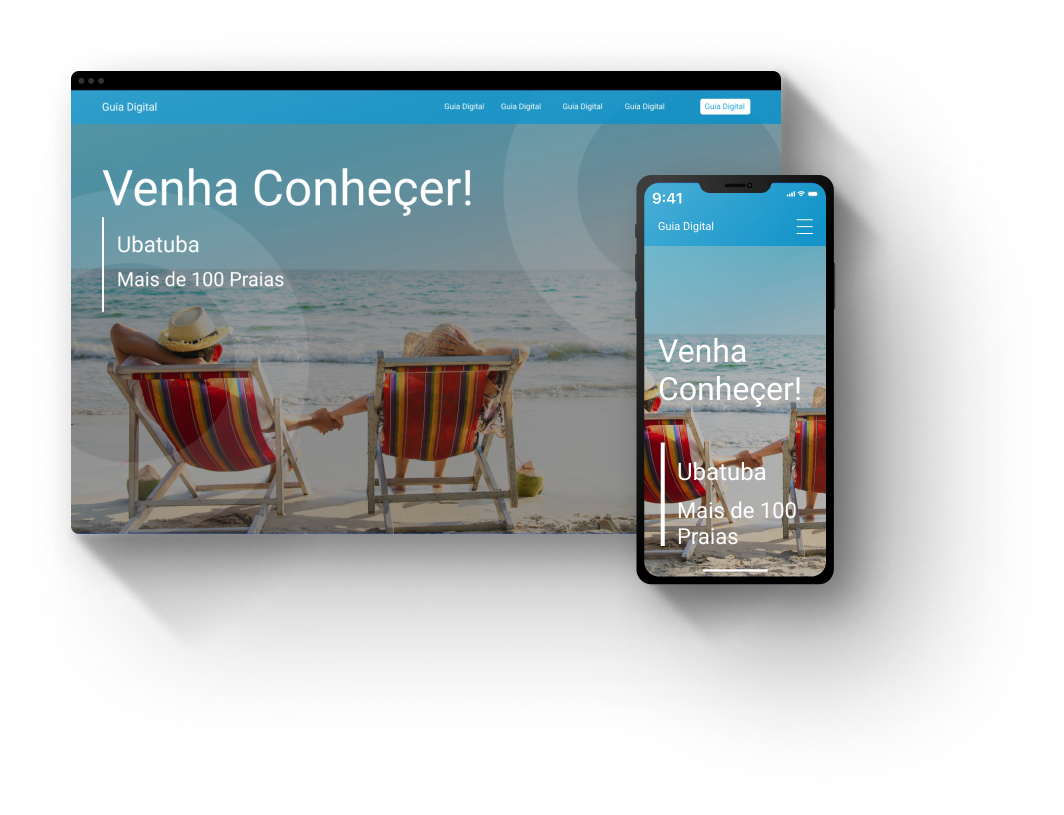 Guia Digital
Guia Digital Guia Digital Guia Digital Guia Digital Guia Digital
Venha Conheçer!
Ubatuba
Mais de 100 Praias
9:41
Guia Digital
Venha
Conheçer!
Ubatuba
Mais de 100
Praias